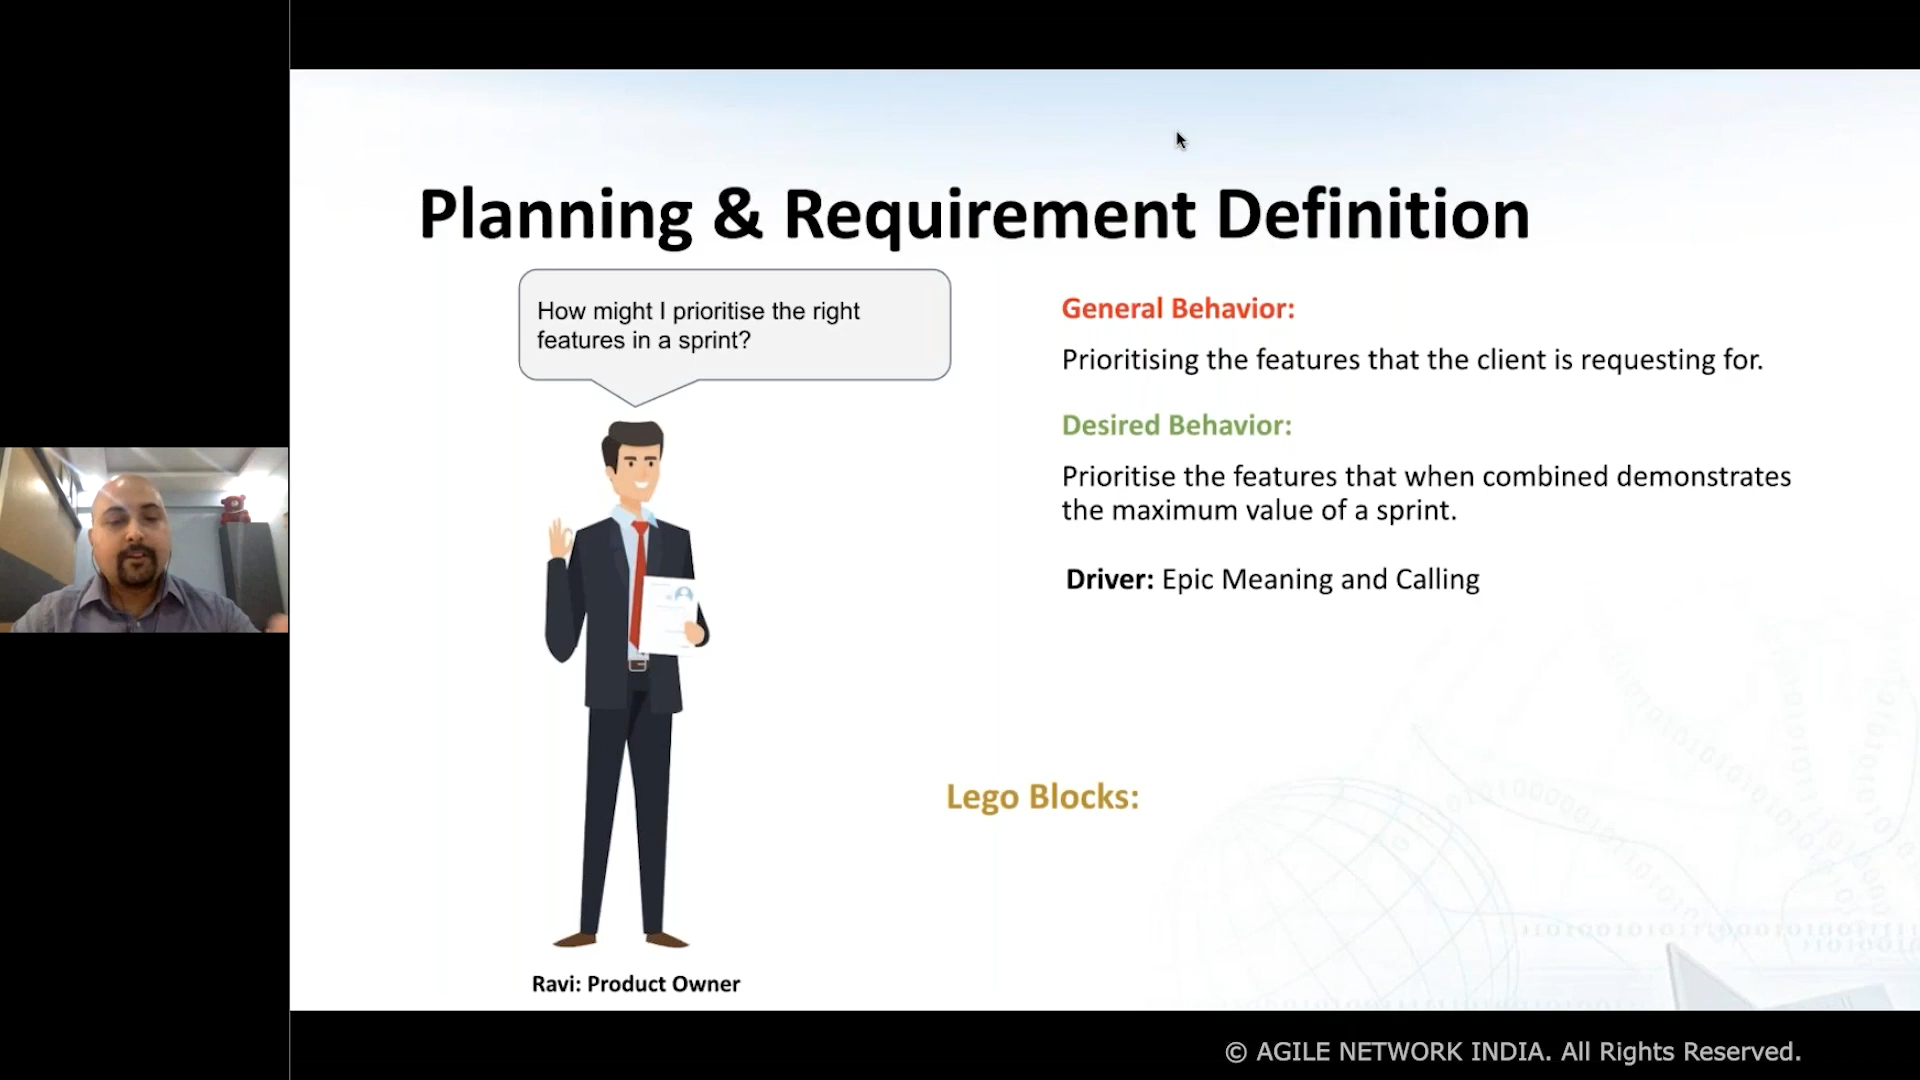 Planning & Requirement Definition
How might I prioritise the right
features in a sprint?
General Behavior:
Prioritising the features that the client is requesting for.
Desired Behavior:
Prioritise the features that when combined demonstrates
the maximum value of a sprint.
Driver: Epic Meaning and Calling
Lego Blocks:
Ravi: Product Owner
© AGILE NETWORK INDIA. All Rights Reserved.